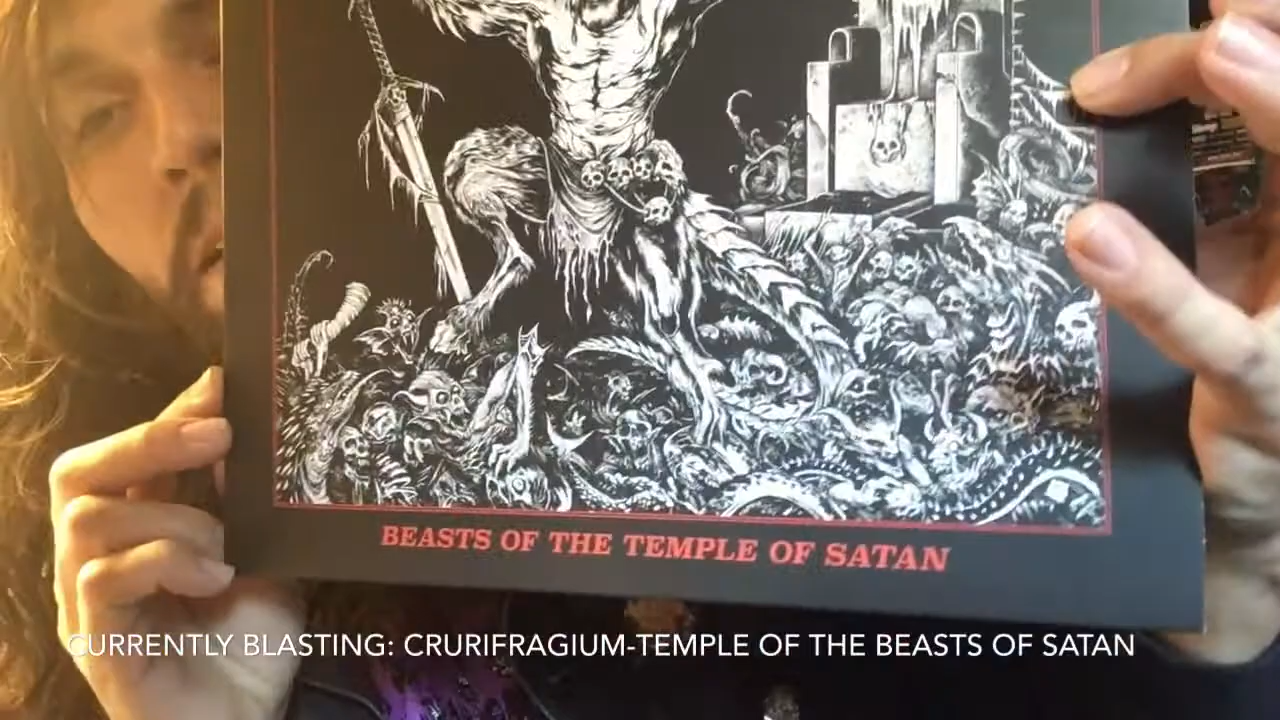 BEASTS OF THE TEMPLE OF SATAN
CURRENTLY BLASTING: CRURIFRAGIUM-TEMPLE OF THE BEASTS OF SATAN